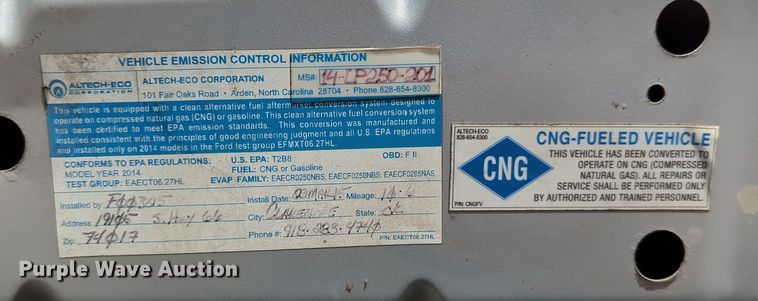 VEHICLE EMISSION CONTROL INFORMATION
ALTECH-ECO
CORPORATION
ALTECH-ECO CORPORATION
MS#: 14-LP250-201
101 Fair Oaks Road • Arden, North Carolina 28704 • Phone 828-654-8300
This vehicle is equipped with a clean alternative fuel aftermarket conversion system designed to
operate on compressed natural gas (CNG) or gasoline. This clean alternative fuel conversion system
has been certified to meet EPA emission standards. This conversion was manufactured and
installed consistent with the principles of good engineering judgment and all U.S. EPA regulations
and installed only on 2014 models in the Ford test group EFMXT06.27HL
CONFORMS TO EPA REGULATIONS: U.S. EPA: T2B8 OBD: F II
MODEL YEAR 2014 FUEL: CNG or Gasoline
TEST GROUP: EAECT06.27HL EVAP FAMILY: EAECR0250NBS, EAECF0250NBS, EAECF0265NAS
Installed by Install Date: Mileage:
Address: 19105 S. Hwy 66 City: State: OK
Zip: 74017 Phone #:
P/N: EAECT06.27HL
ALTECH-ECO
828-654-8300
CNG
CNG-FUELED VEHICLE
THIS VEHICLE HAS BEEN CONVERTED TO
OPERATE ON CNG (COMPRESSED
NATURAL GAS). ALL REPAIRS OR
SERVICE SHALL BE PERFORMED ONLY
BY AUTHORIZED AND TRAINED PERSONNEL.
P/N: CNGFV
Purple Wave Auction